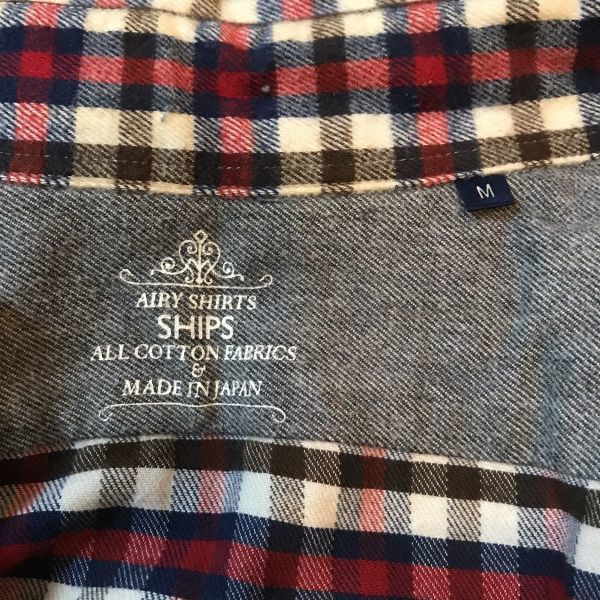 M
AIRY SHIRTS
SHIPS
ALL COTTON FABRICS
&
MADE IN JAPAN